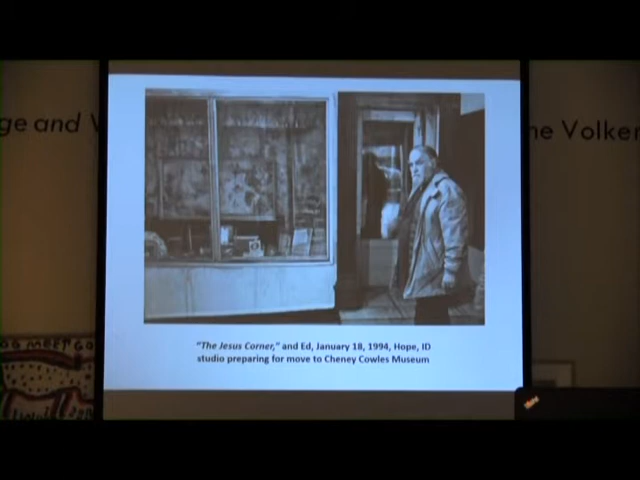 ge and
he Volker
"The Jesus Corner," and Ed, January 18, 1994, Hope, ID
studio preparing for move to Cheney Cowles Museum